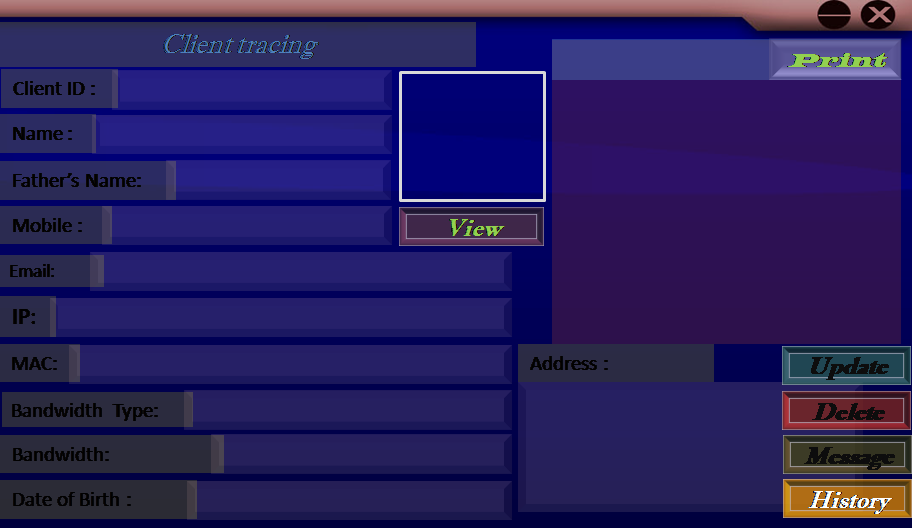 Client tracing
Print
Client ID :
Name :
Father's Name:
Mobile :
View
Email:
IP:
MAC:
Address :
Update
Bandwidth Type:
Delete
Bandwidth:
Message
Date of Birth :
History